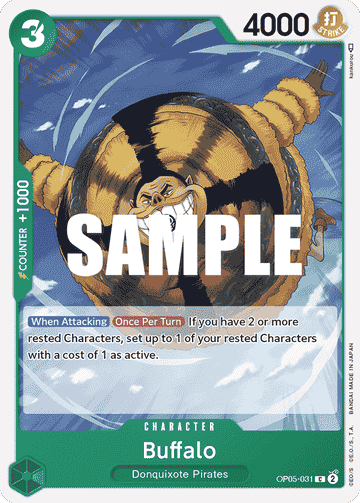 3
4000
打
STRIKE
kankurou
COUNTER +1000
SAMPLE
When Attacking Once Per Turn If you have 2 or more
rested Characters, set up to 1 of your rested Characters
with a cost of 1 as active.
CHARACTER
Buffalo
Donquixote Pirates
OP05-031 C 2
©E.O./S. ©E.O./S., T.A. BANDAI MADE IN JAPAN